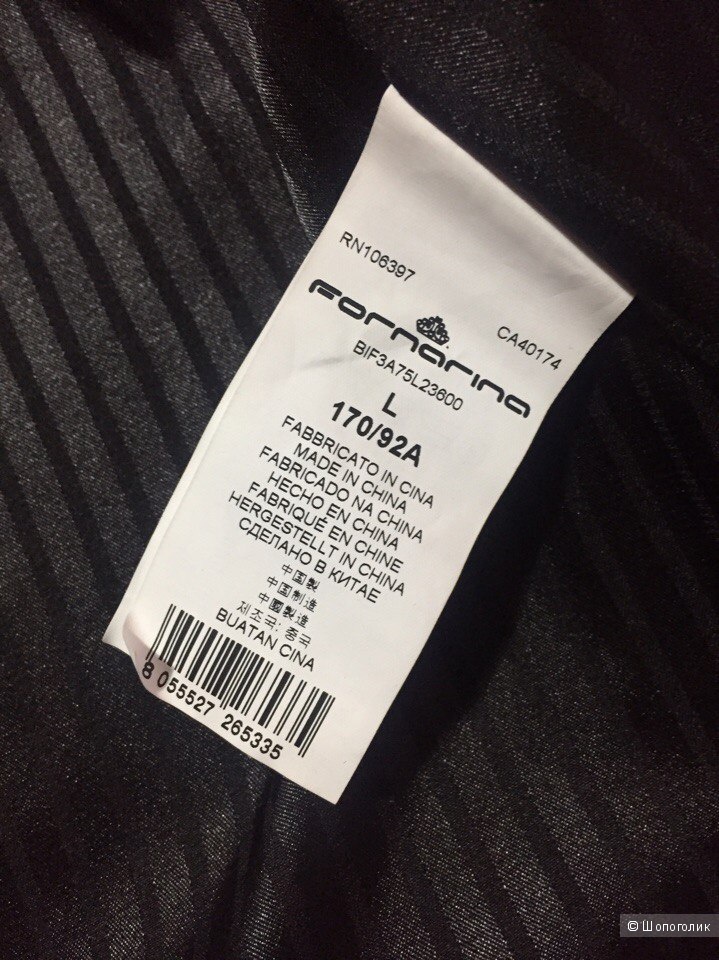 RN106397
CA40174
Fornarina
BIF3A75L23600
L
170/92A
FABBRICATO IN CINA
MADE IN CHINA
FABRICADO NA CHINA
HECHO EN CHINA
FABRIQUÉ EN CHINE
HERGESTELLT IN CHINA
СДЕЛАНО В КИТАЕ
中国製
中国制造
中國製造
제조국: 중국
BUATAN CINA
8 055527 265335
© Шопоголик